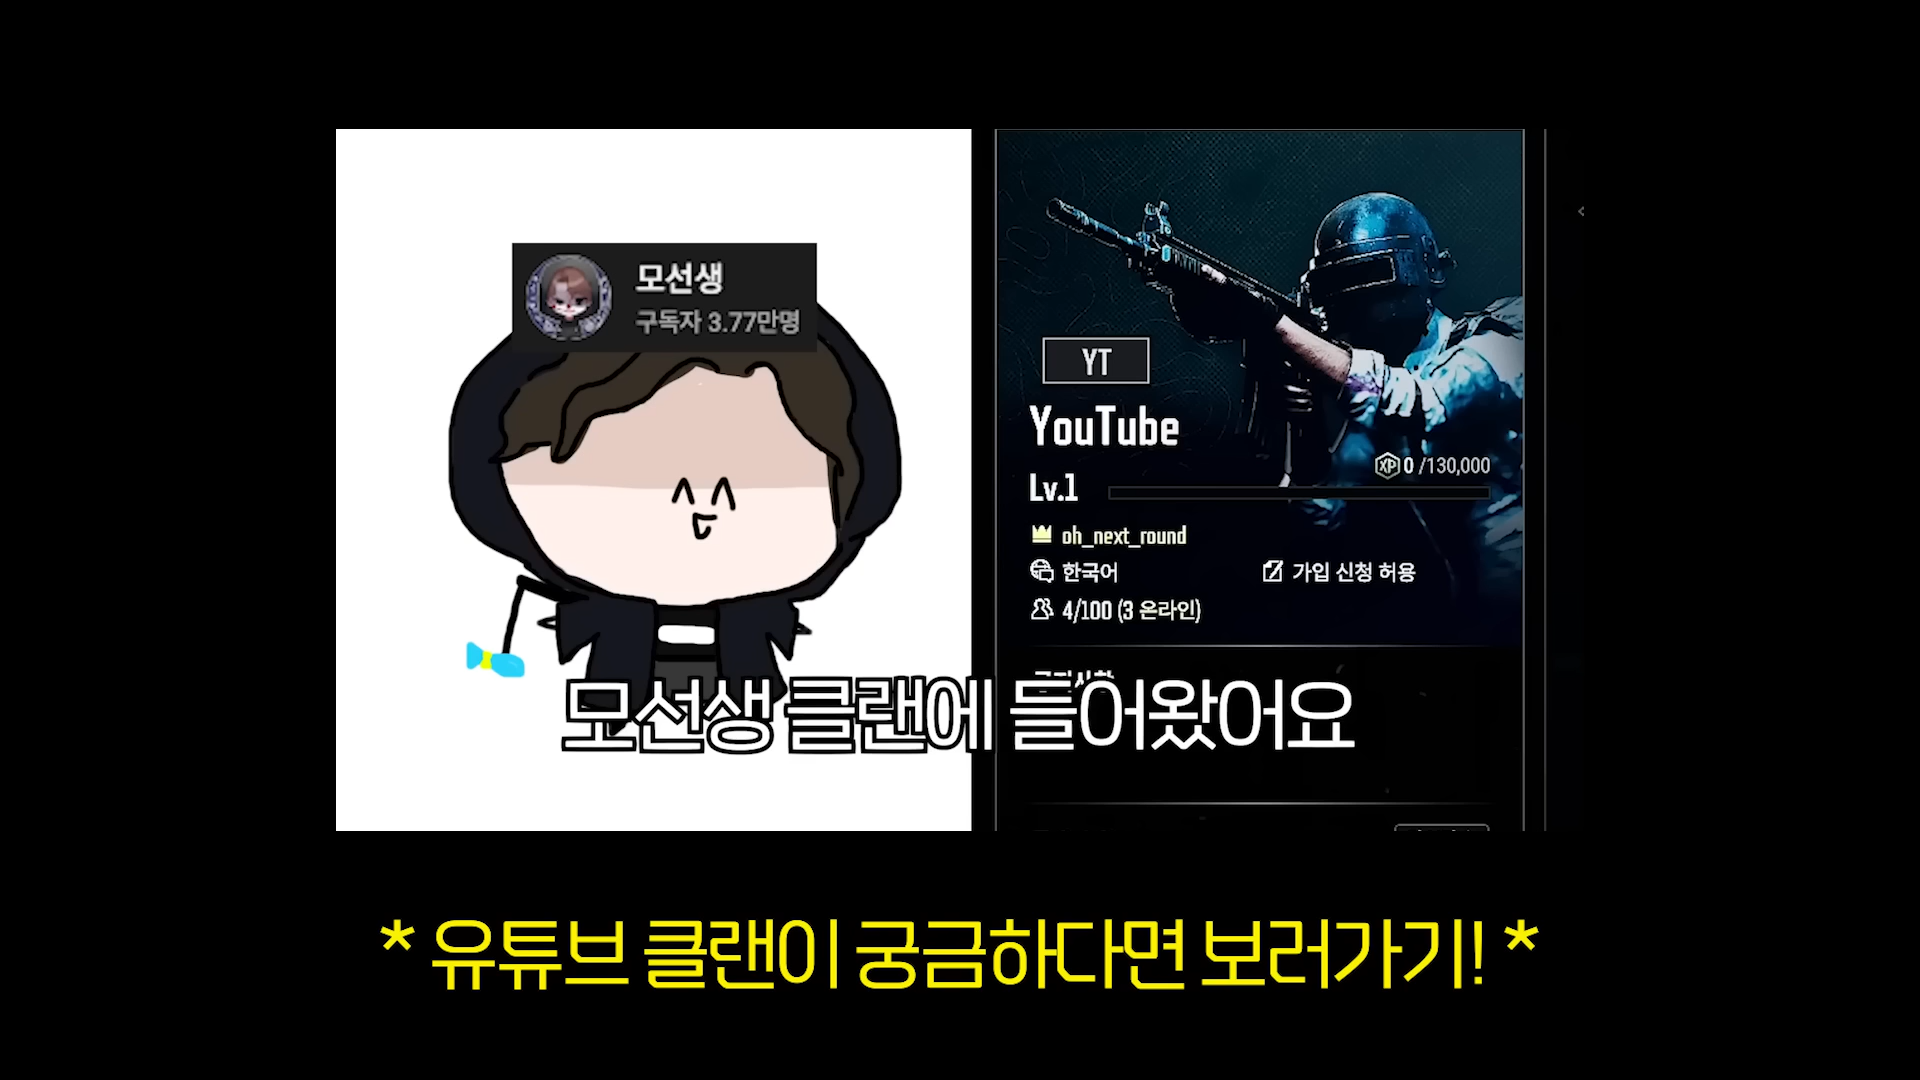 모선생
구독자 3.77만명
YT
YouTube
XP 0 /130,000
Lv.1
oh_next_round
한국어
가입 신청 허용
4/100 (3 온라인)
모선생 클랜에 들어왔어요
* 유튜브 클랜이 궁금하다면 보러가기! *